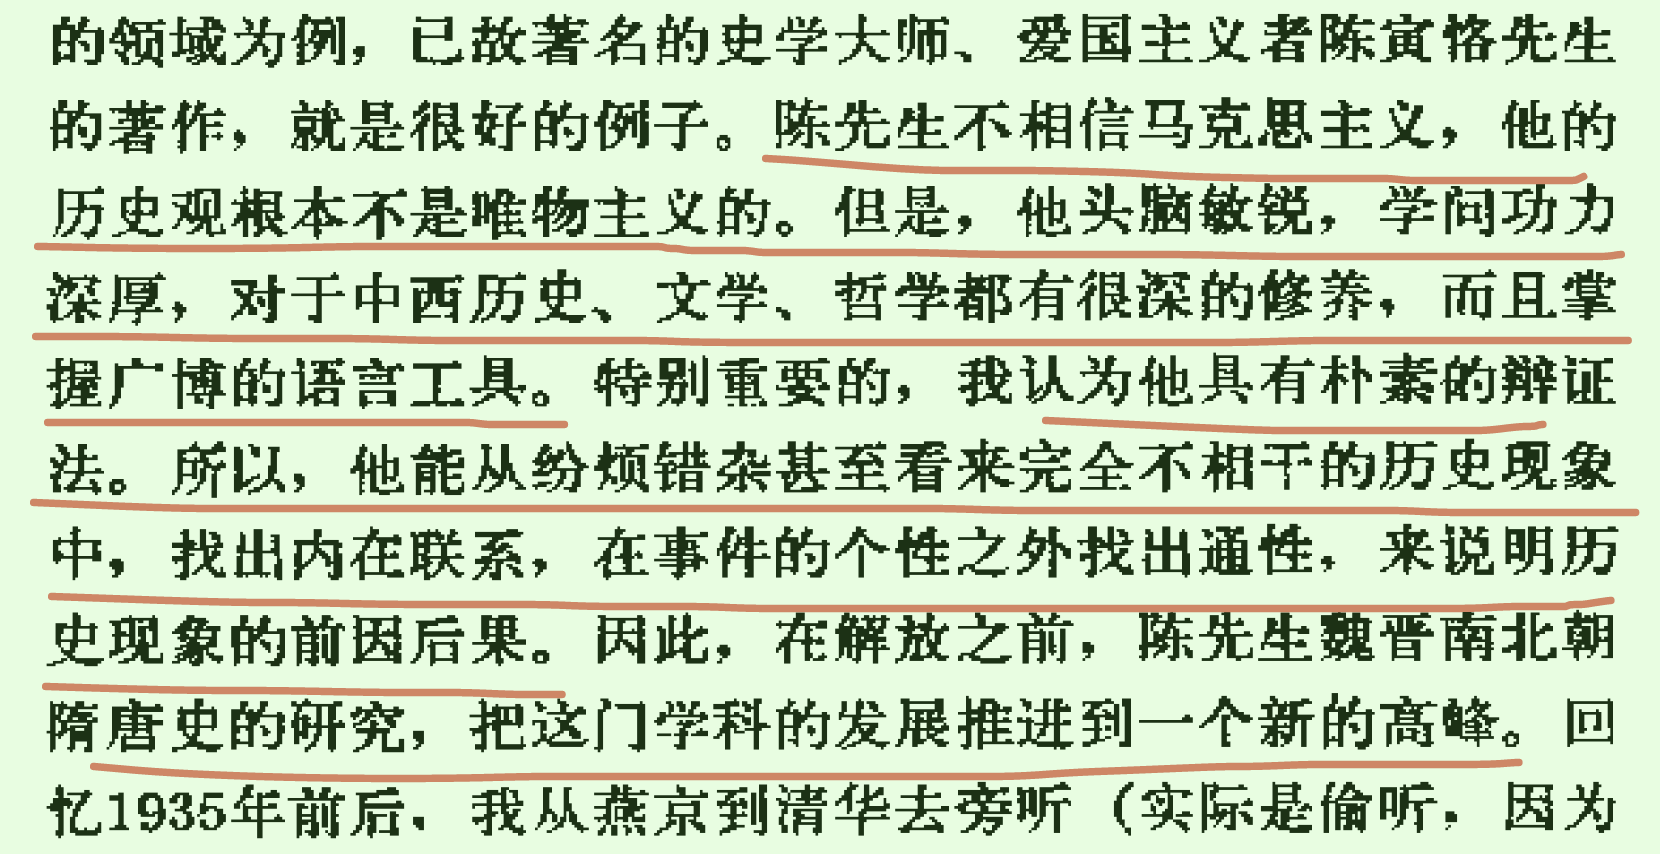 的领域为例，已故著名的史学大师、爱国主义者陈寅恪先生
的著作，就是很好的例子。陈先生不相信马克思主义，他的
历史观根本不是唯物主义的。但是，他头脑敏锐，学问功力
深厚，对于中西历史、文学、哲学都有很深的修养，而且掌
握广博的语言工具。特别重要的，我认为他具有朴素的辩证
法。所以，他能从纷烦错杂甚至看来完全不相干的历史现象
中，找出内在联系，在事件的个性之外找出通性，来说明历
史现象的前因后果。因此，在解放之前，陈先生魏晋南北朝
隋唐史的研究，把这门学科的发展推进到一个新的高峰。回
忆1935年前后，我从燕京到清华去旁听（实际是偷听，因为